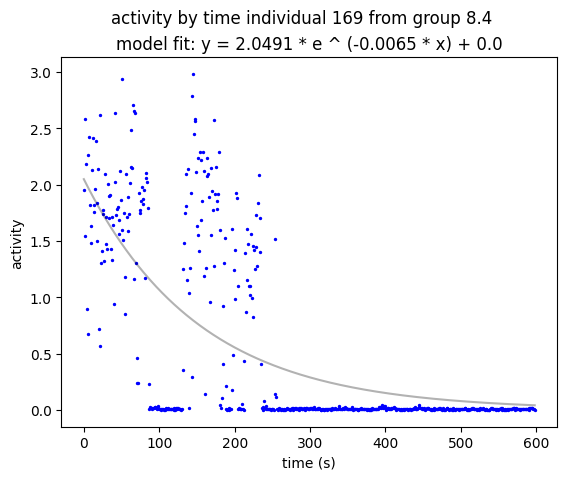 activity by time individual 169 from group 8.4
model fit: y = 2.0491 * e ^ (-0.0065 * x) + 0.0
3.0
2.5
2.0
1.5
1.0
0.5
0.0
activity
0 100 200 300 400 500 600
time (s)